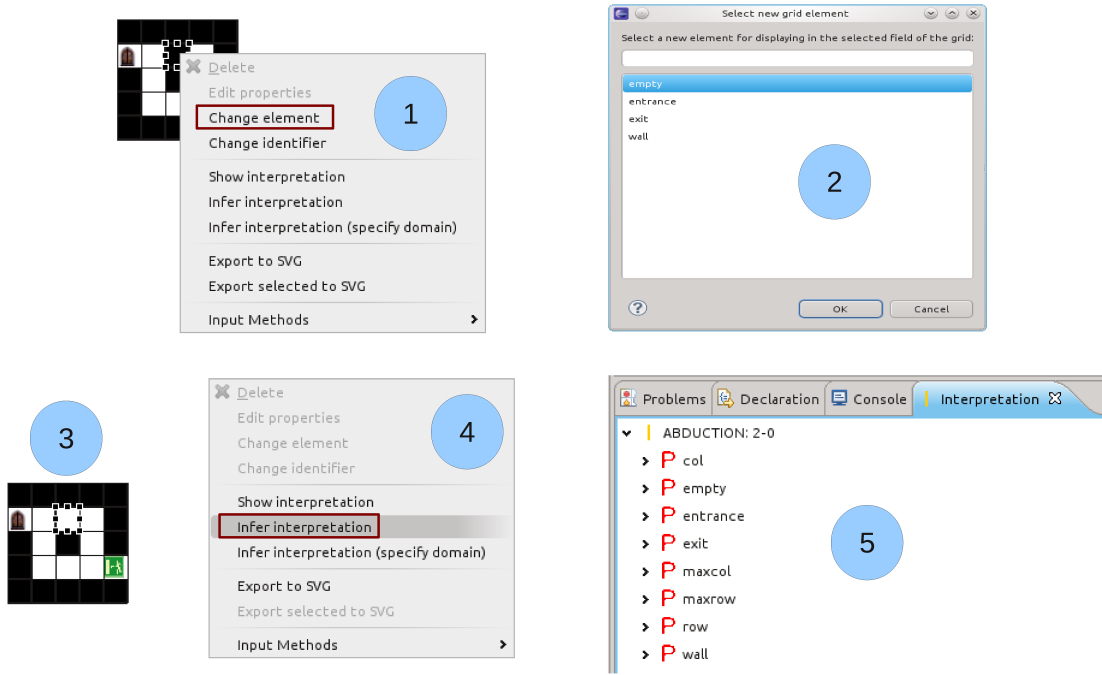 Delete
Edit properties
Change element
Change identifier
Show interpretation
Infer interpretation
Infer interpretation (specify domain)
Export to SVG
Export selected to SVG
Input Methods
1
Select new grid element
Select a new element for displaying in the selected field of the grid:
empty
entrance
exit
wall
2
?
OK Cancel
3
Delete
Edit properties
Change element
Change identifier
Show interpretation
Infer interpretation
Infer interpretation (specify domain)
Export to SVG
Export selected to SVG
Input Methods
4
Problems Declaration Console Interpretation
ABDUCTION: 2-0
P col
P empty
P entrance
P exit
P maxcol
P maxrow
P row
P wall
5